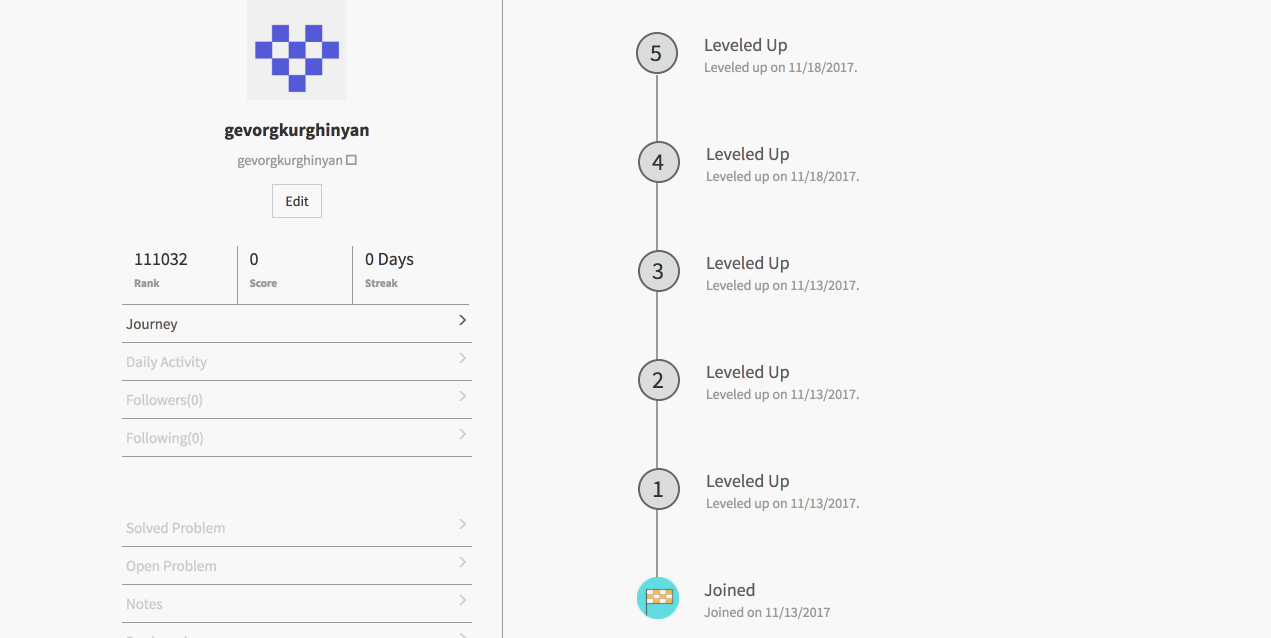 gevorgkurghinyan
gevorgkurghinyan
Edit
111032
Rank
0
Score
0 Days
Streak
Journey
Daily Activity
Followers(0)
Following(0)
Solved Problem
Open Problem
Notes
5
Leveled Up
Leveled up on 11/18/2017.
4
Leveled Up
Leveled up on 11/18/2017.
3
Leveled Up
Leveled up on 11/13/2017.
2
Leveled Up
Leveled up on 11/13/2017.
1
Leveled Up
Leveled up on 11/13/2017.
Joined
Joined on 11/13/2017